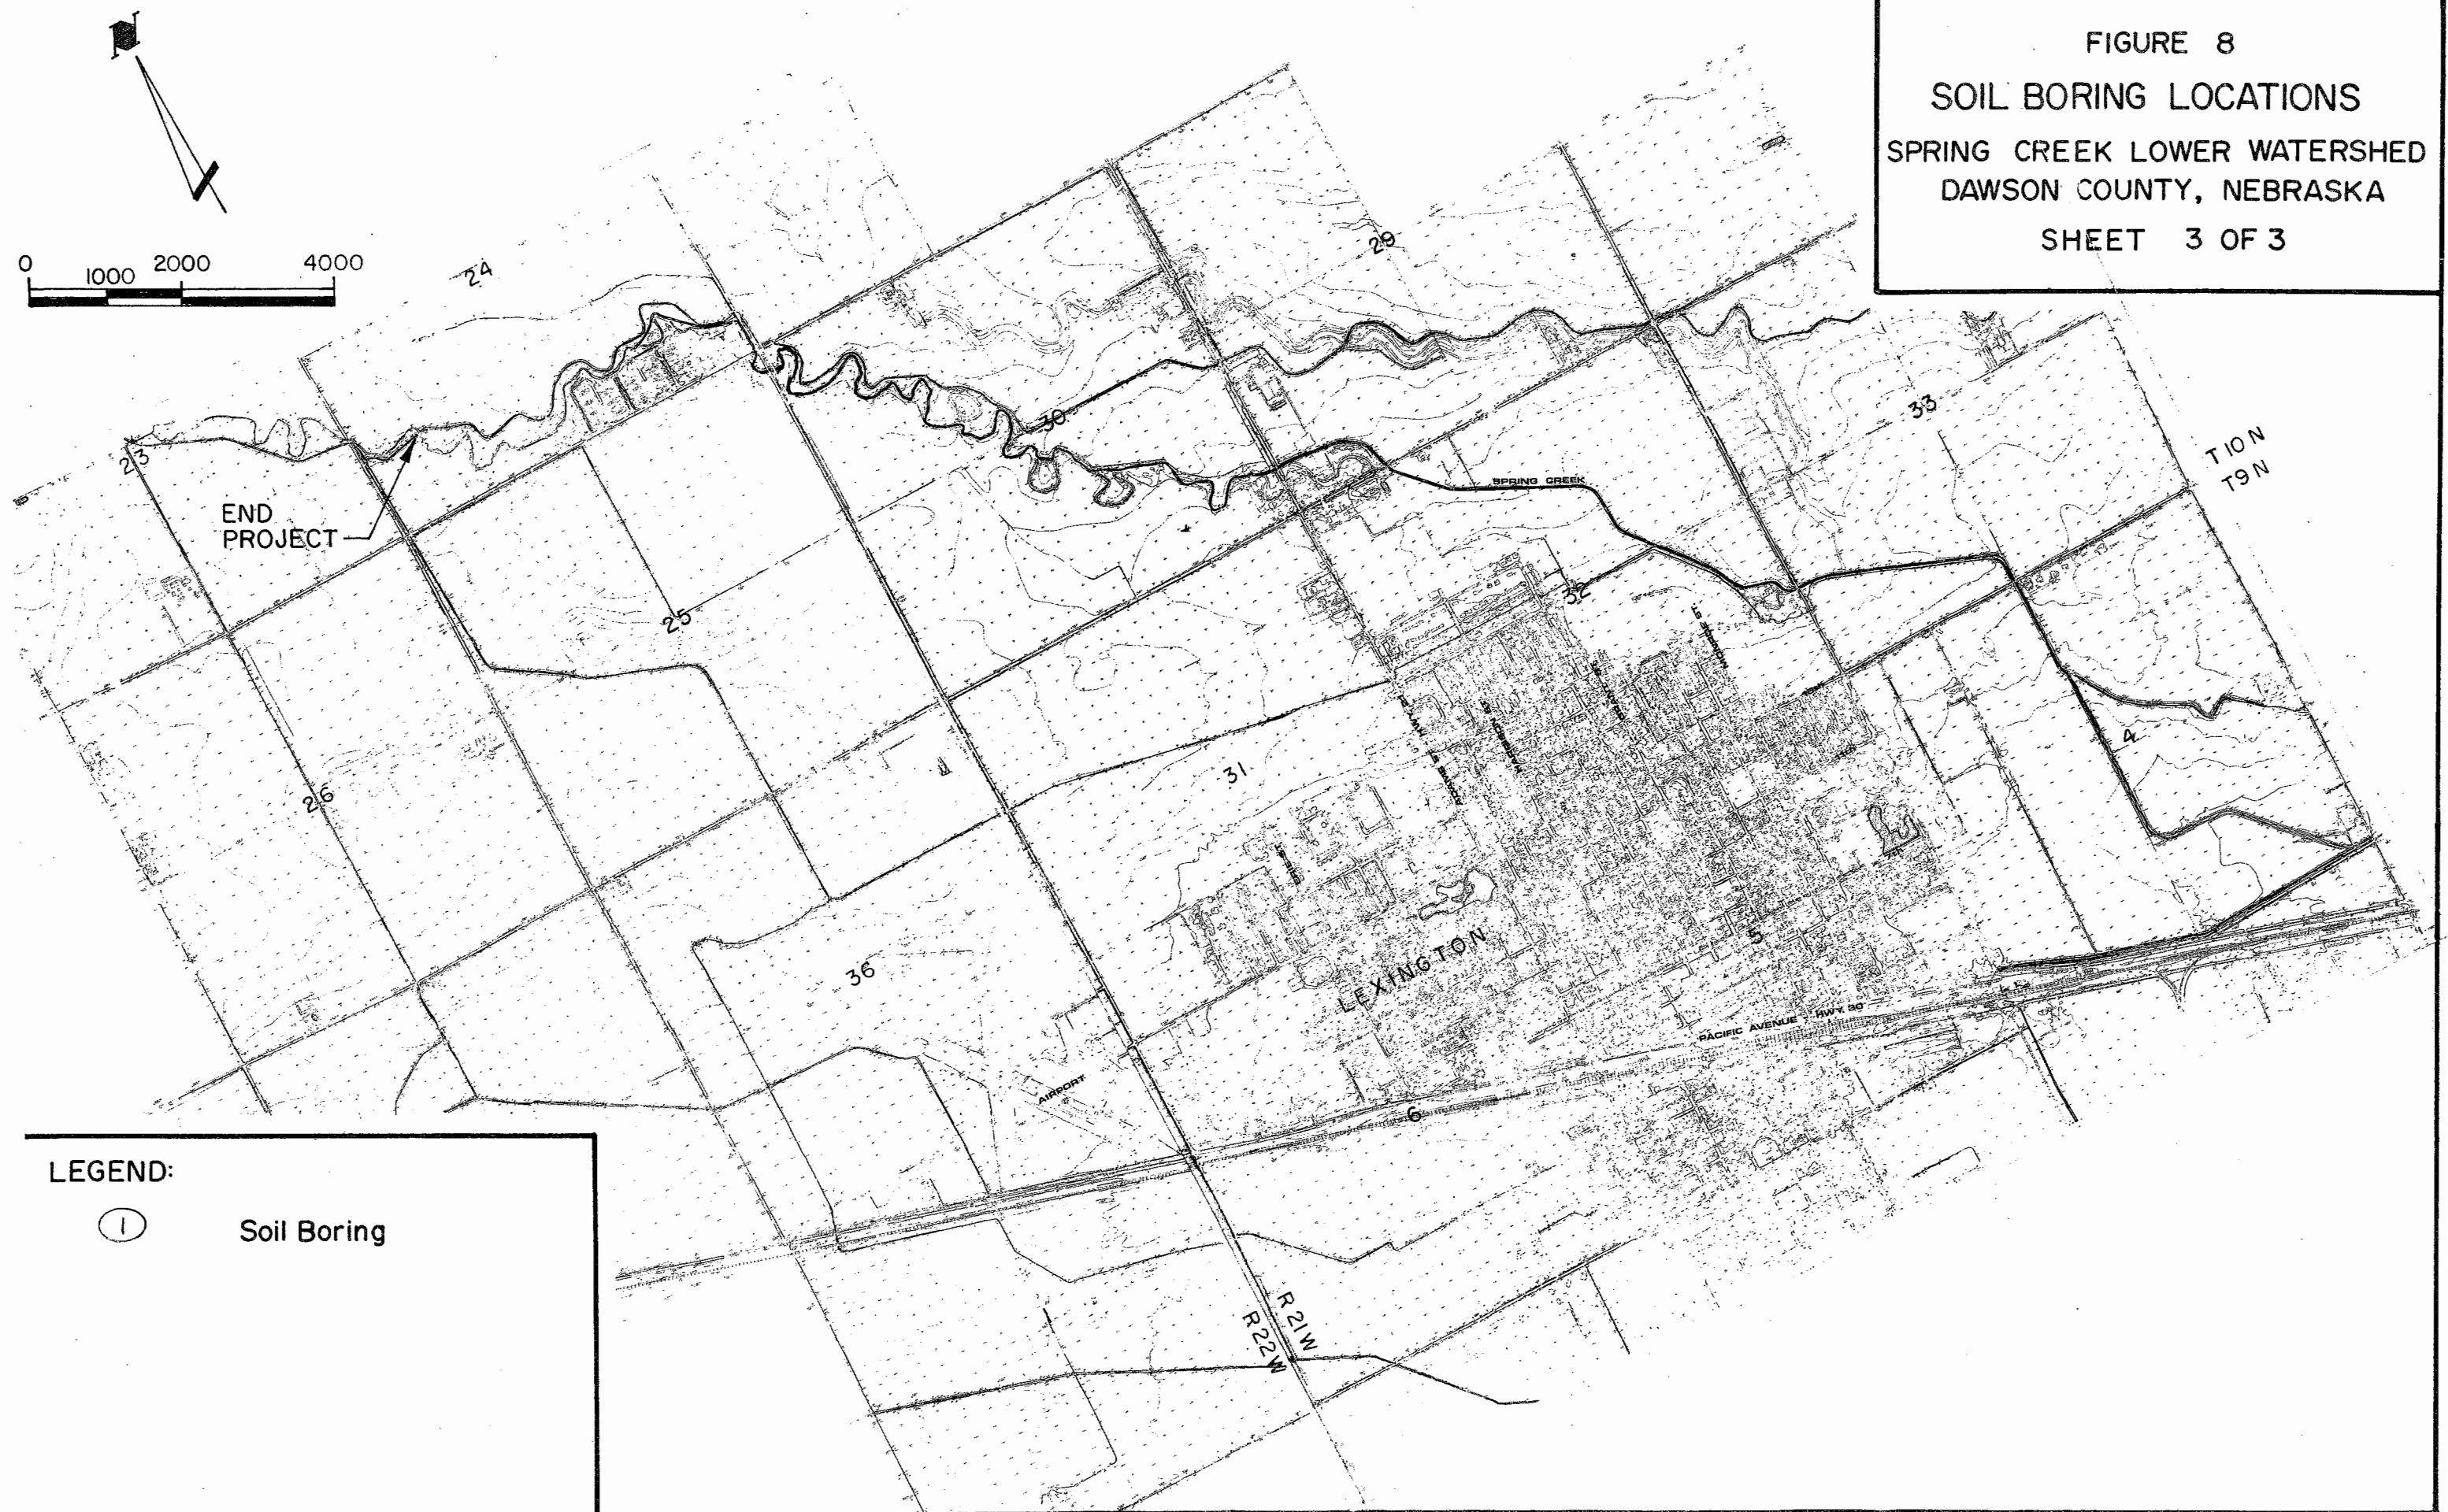 FIGURE 8
SOIL BORING LOCATIONS
SPRING CREEK LOWER WATERSHED
DAWSON COUNTY, NEBRASKA
SHEET 3 OF 3
0 1000 2000 4000
24
29
23
30
33
END
PROJECT
SPRING CREEK
T 10 N
T 9 N
25
32
31
4
26
36
LEXINGTON
5
PACIFIC AVENUE - HWY. 30
AIRPORT
6
R 21 W
R 22 W
LEGEND:
1 Soil Boring